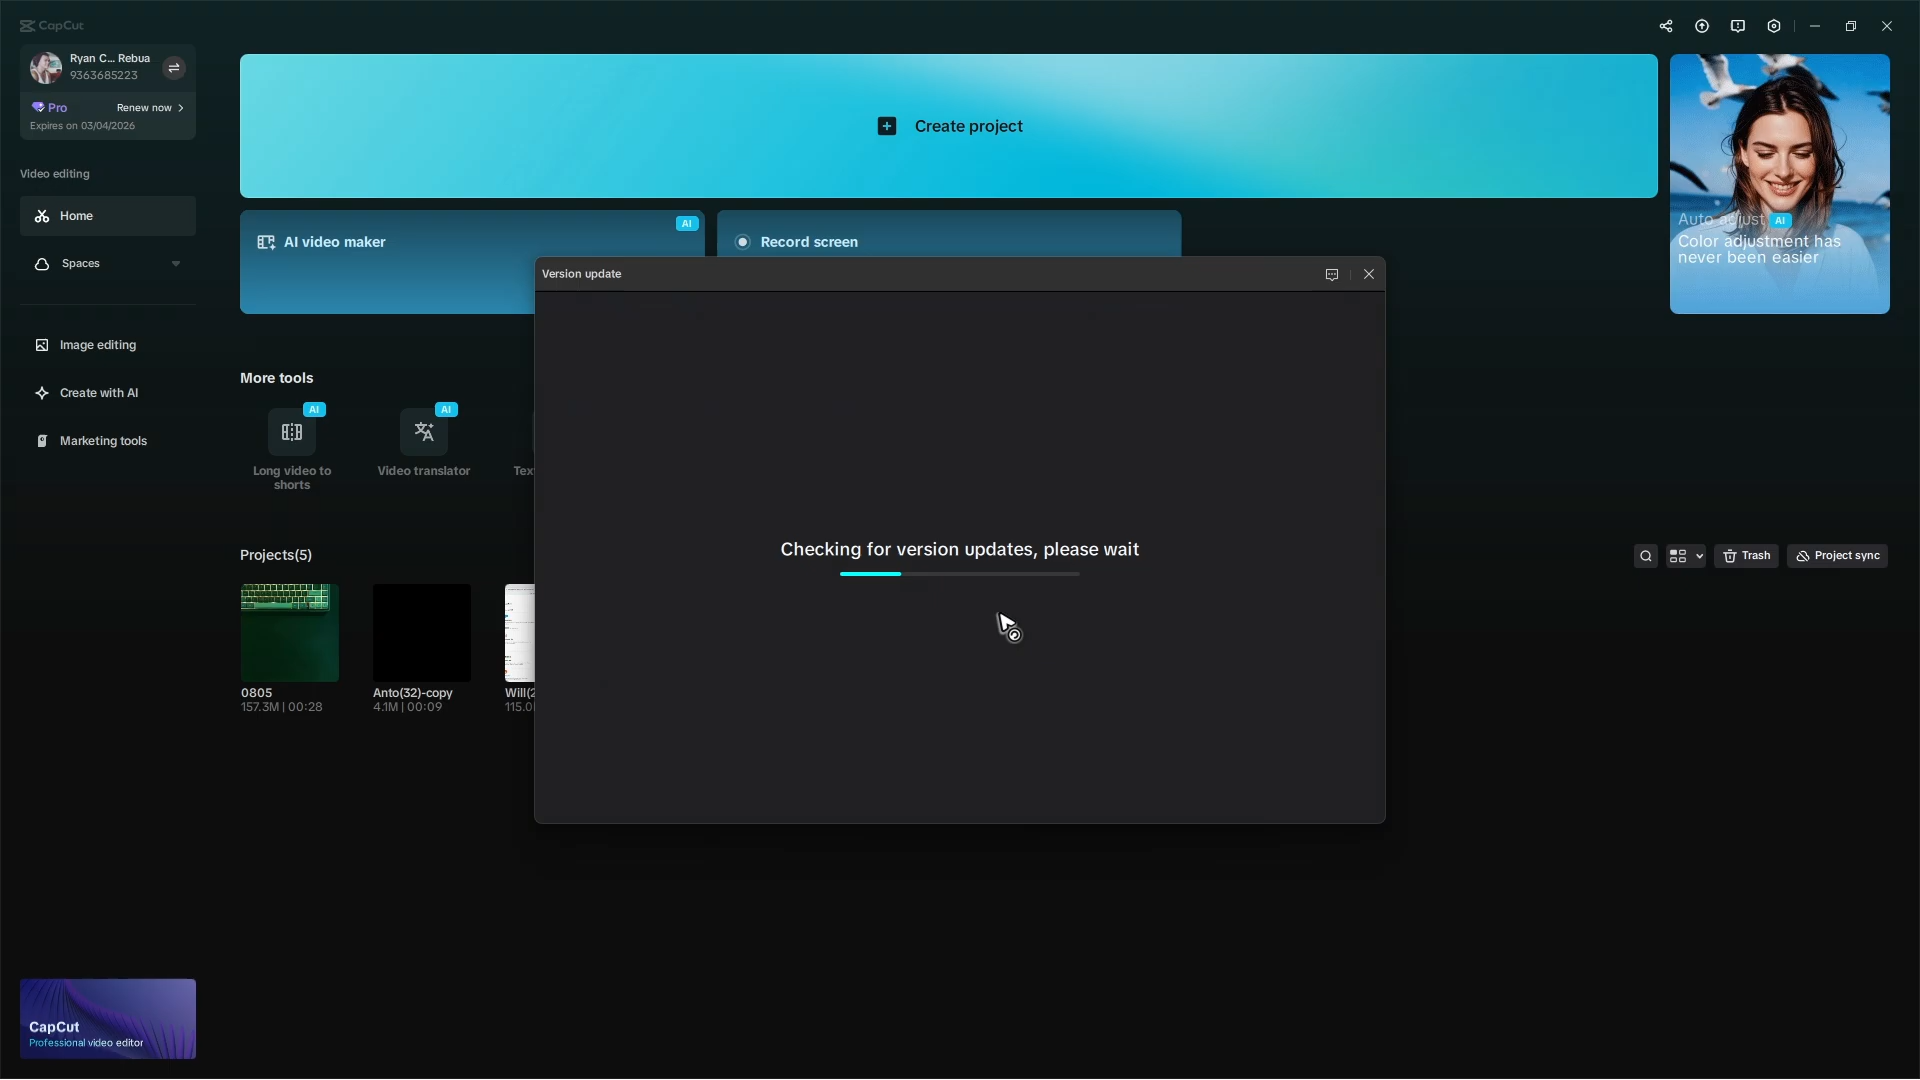 CapCut
Ryan C... Rebua
9363685223
Pro
Renew now
Expires on 03/04/2026
Video editing
Home
Spaces
Image editing
Create with AI
Marketing tools
CapCut
Professional video editor
Create project
AI video maker
AI
Record screen
Auto adjust AI
Color adjustment has
never been easier
More tools
AI
Long video to
shorts
AI
Video translator
Tex
Version update
Checking for version updates, please wait
Projects(5)
Trash
Project sync
0805
157.3M | 00:28
Anto(32)-copy
4.1M | 00:09
Will(2
115.0